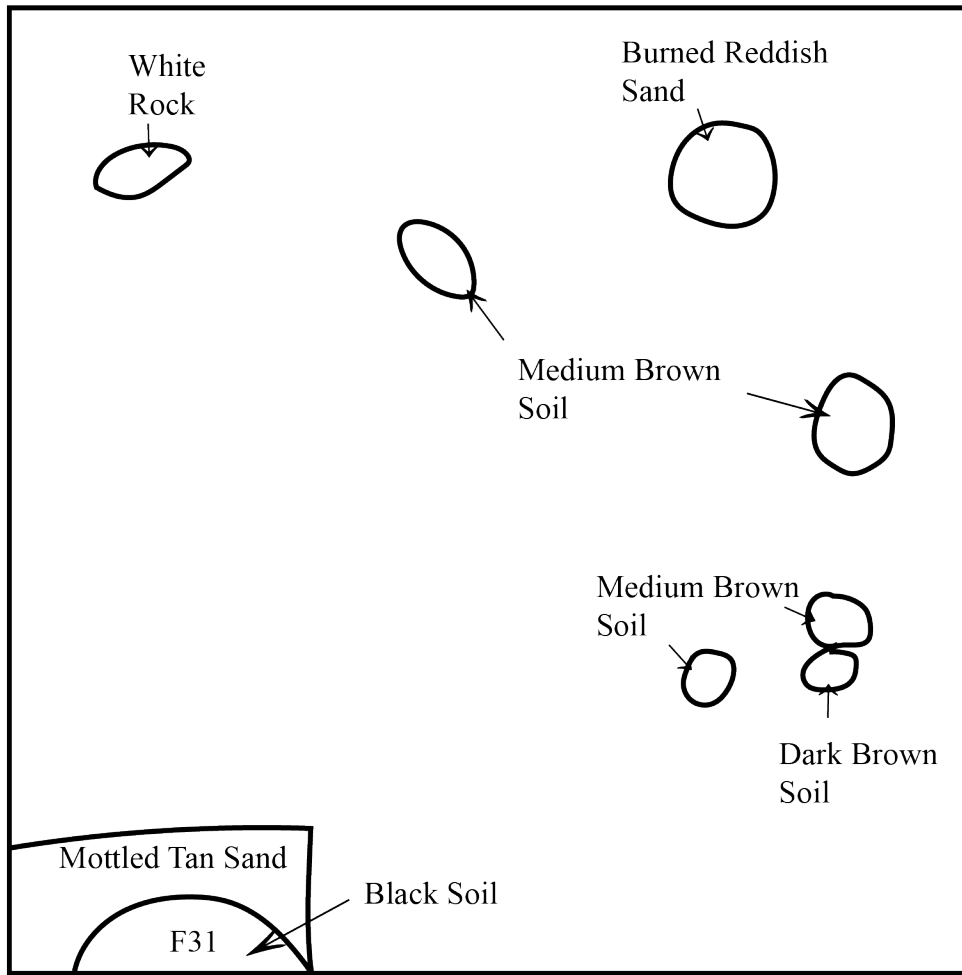 White
Rock
Burned Reddish
Sand
Medium Brown
Soil
Medium Brown
Soil
Dark Brown
Soil
Mottled Tan Sand
Black Soil
F31